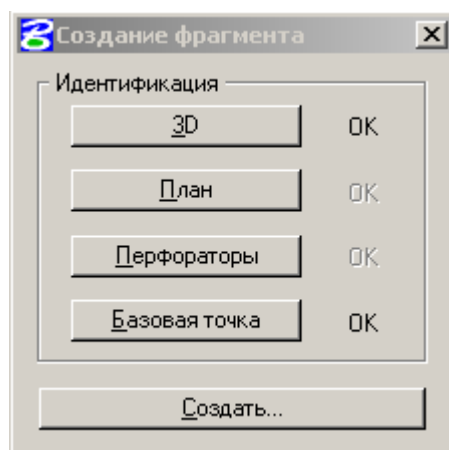 Создание фрагмента
Идентификация
3D OK
План OK
Перфораторы OK
Базовая точка OK
Создать...